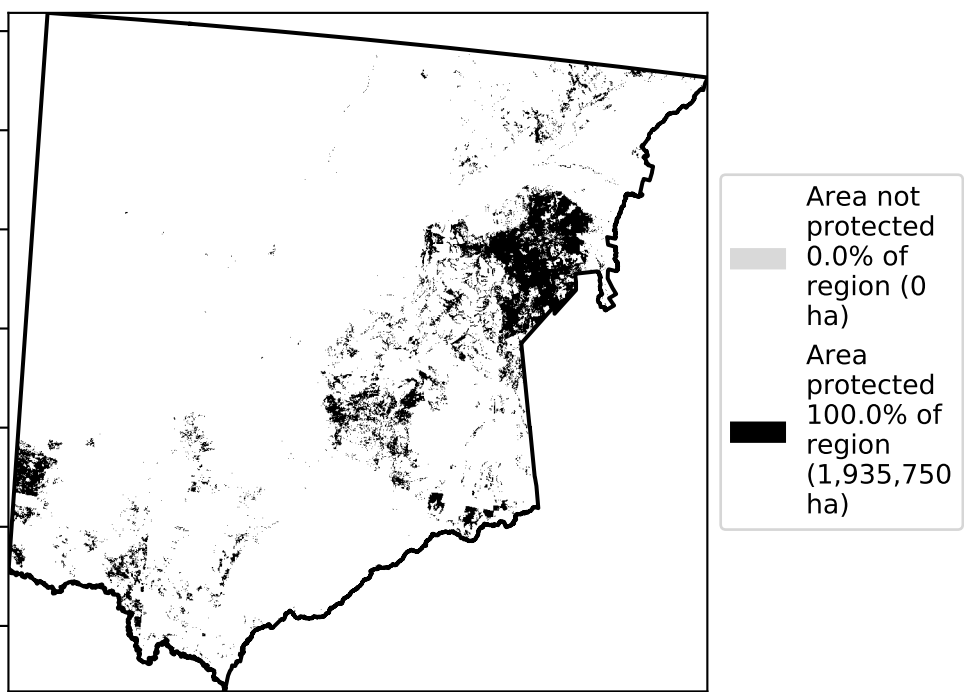 Area not
protected
0.0% of
region (0
ha)
Area
protected
100.0% of
region
(1,935,750
ha)